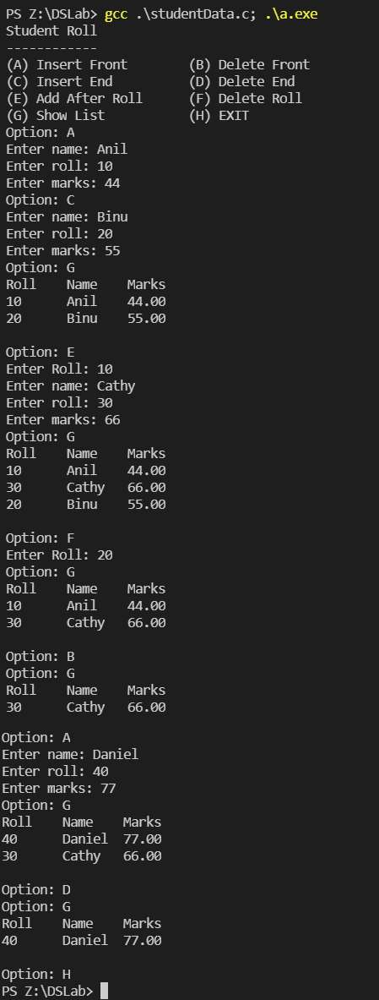 PS Z:\DSLab> gcc .\studentData.c; .\a.exe
Student Roll
------------
(A) Insert Front        (B) Delete Front
(C) Insert End          (D) Delete End
(E) Add After Roll      (F) Delete Roll
(G) Show List           (H) EXIT
Option: A
Enter name: Anil
Enter roll: 10
Enter marks: 44
Option: C
Enter name: Binu
Enter roll: 20
Enter marks: 55
Option: G
Roll    Name    Marks
10      Anil    44.00
20      Binu    55.00

Option: E
Enter Roll: 10
Enter name: Cathy
Enter roll: 30
Enter marks: 66
Option: G
Roll    Name    Marks
10      Anil    44.00
30      Cathy   66.00
20      Binu    55.00

Option: F
Enter Roll: 20
Option: G
Roll    Name    Marks
10      Anil    44.00
30      Cathy   66.00

Option: B
Option: G
Roll    Name    Marks
30      Cathy   66.00

Option: A
Enter name: Daniel
Enter roll: 40
Enter marks: 77
Option: G
Roll    Name    Marks
40      Daniel  77.00
30      Cathy   66.00

Option: D
Option: G
Roll    Name    Marks
40      Daniel  77.00

Option: H
PS Z:\DSLab>